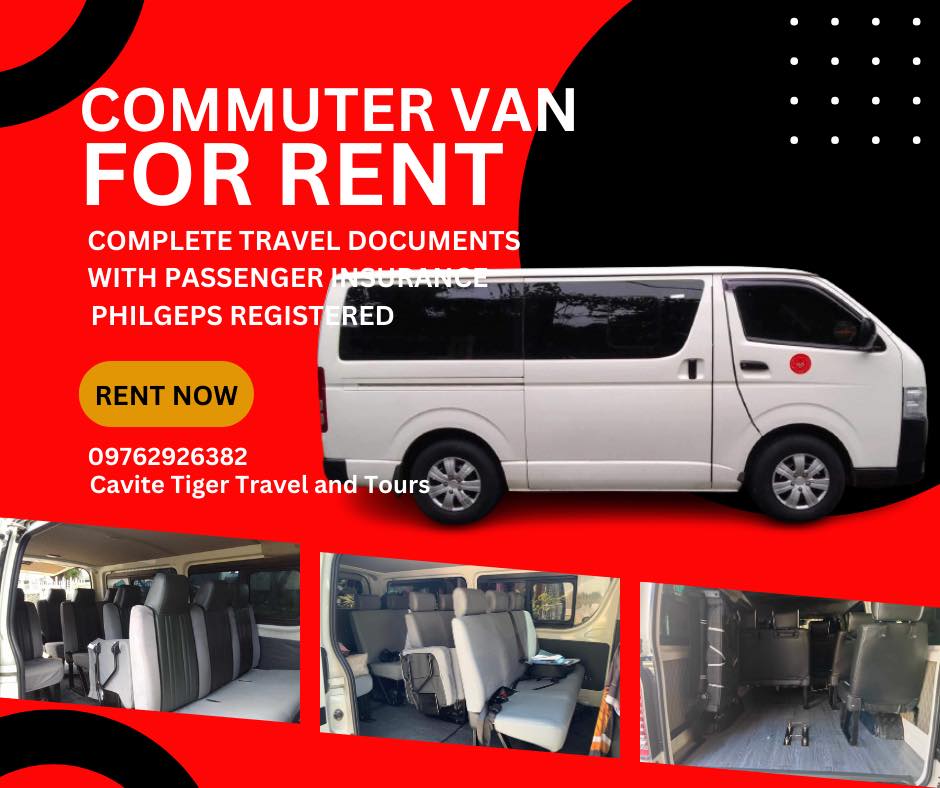 COMMUTER VAN
FOR RENT
COMPLETE TRAVEL DOCUMENTS
WITH PASSENGER INSURANCE
PHILGEPS REGISTERED
RENT NOW
09762926382
Cavite Tiger Travel and Tours